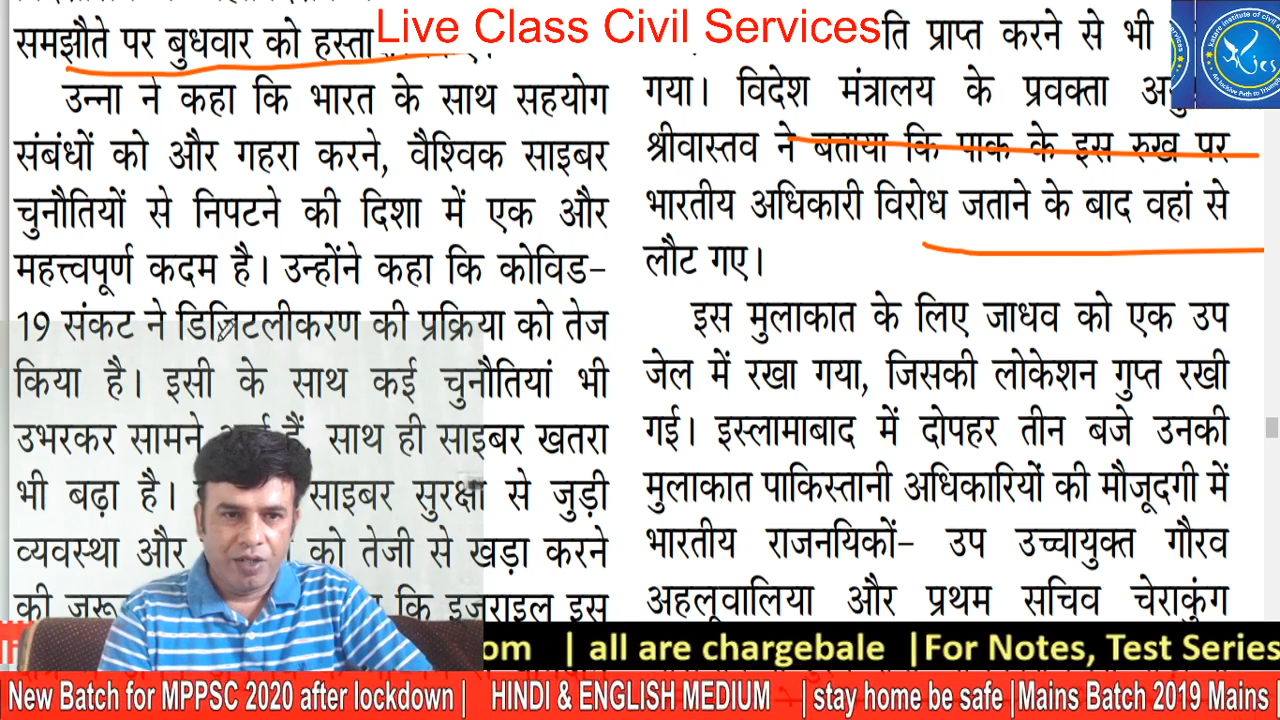 Live Class Civil Services
समझौते पर बुधवार को
उन्ना ने कहा कि भारत के साथ सहयोग
संबंधों को और गहरा करने, वैश्विक साइबर
चुनौतियों से निपटने की दिशा में एक और
महत्त्वपूर्ण कदम है। उन्होंने कहा कि कोविड-
19 संकट ने डिजिटलीकरण की प्रक्रिया को तेज
किया है। इसी के साथ कई चुनौतियां भी
उभरकर सामने हैं, साथ ही साइबर खतरा
भी बढ़ा है। साइबर सुरक्षा से जुड़ी
व्यवस्था और को तेजी से खड़ा करने
की कि इजराइल इस
प्राप्त करने से भी
गया। विदेश मंत्रालय के प्रवक्ता
श्रीवास्तव ने बताया कि पाक के इस रुख पर
भारतीय अधिकारी विरोध जताने के बाद वहां से
लौट गए।
इस मुलाकात के लिए जाधव को एक उप
जेल में रखा गया, जिसकी लोकेशन गुप्त रखी
गई। इस्लामाबाद में दोपहर तीन बजे उनकी
मुलाकात पाकिस्तानी अधिकारियों की मौजूदगी में
भारतीय राजनयिकों- उप उच्चायुक्त गौरव
अहलूवालिया और प्रथम सचिव चेराकुंग
| all are chargebale |For Notes, Test Series
New Batch for MPPSC 2020 after lockdown | HINDI & ENGLISH MEDIUM | stay home be safe |Mains Batch 2019 Mains |